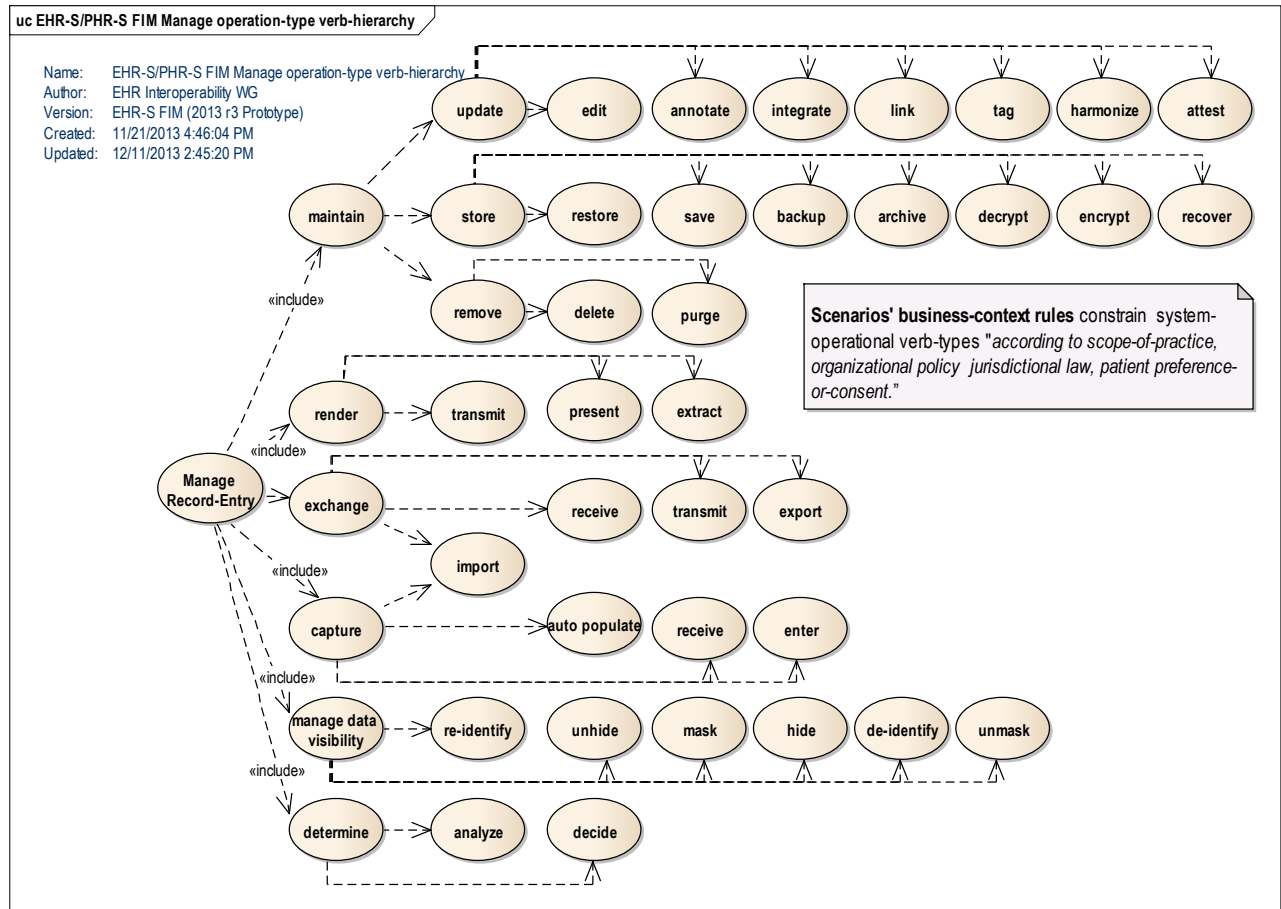 uc EHR-S/PHR-S FIM Manage operation-type verb-hierarchy
Name: EHR-S/PHR-S FIM Manage operation-type verb-hierarchy
Author: EHR Interoperability WG
Version: EHR-S FIM (2013 r3 Prototype)
Created: 11/21/2013 4:46:04 PM
Updated: 12/11/2013 2:45:20 PM
update edit annotate integrate link tag harmonize attest
maintain store restore save backup archive decrypt encrypt recover
«include»
remove delete purge
Scenarios' business-context rules constrain system-
operational verb-types "according to scope-of-practice,
organizational policy jurisdictional law, patient preference-
or-consent."
render transmit present extract
«include»
Manage
Record-Entry
exchange receive transmit export
import
«include»
capture auto populate receive enter
«include»
manage data
visibility
re-identify unhide mask hide de-identify unmask
«include»
determine analyze decide